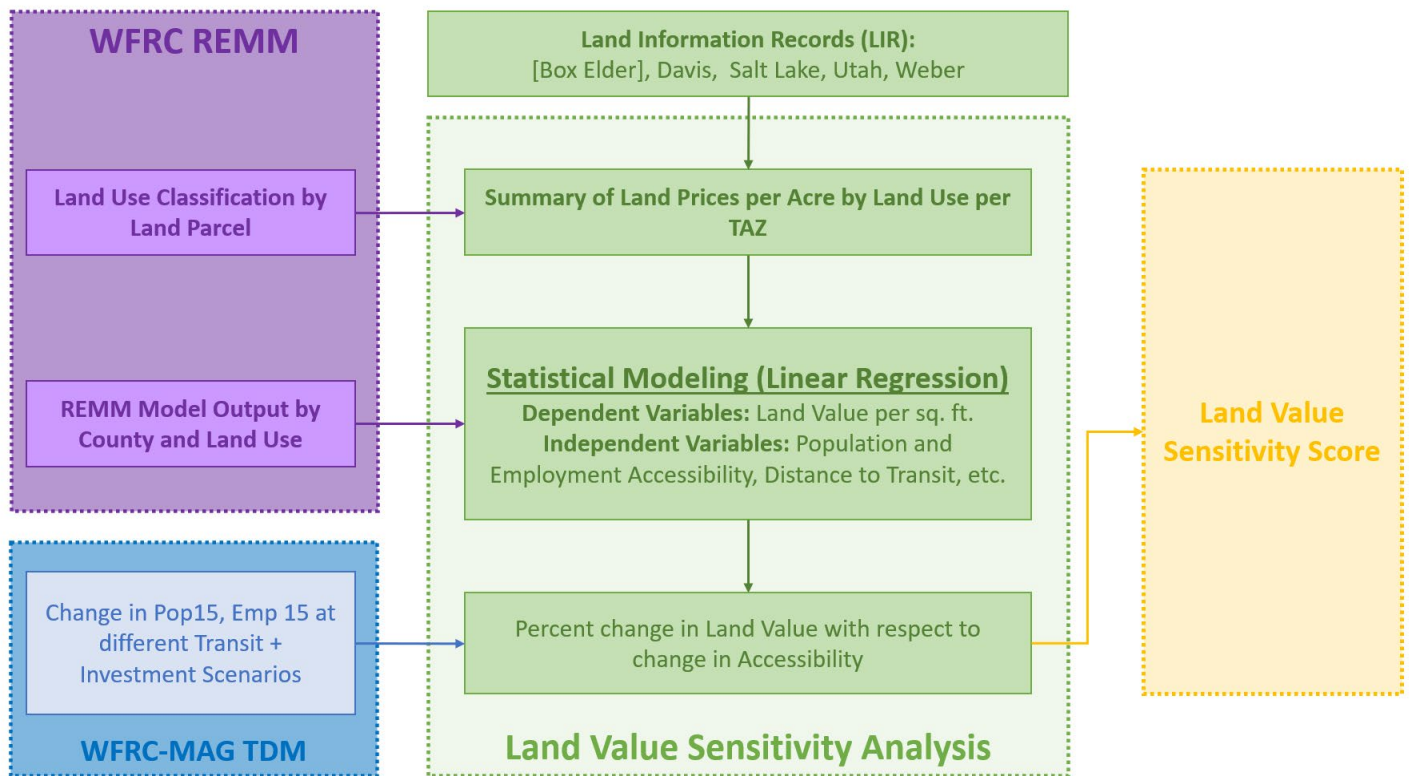 WFRC REMM
Land Use Classification by
Land Parcel
REMM Model Output by
County and Land Use
Change in Pop15, Emp 15 at
different Transit +
Investment Scenarios
WFRC-MAG TDM
Land Information Records (LIR):
[Box Elder], Davis, Salt Lake, Utah, Weber
Summary of Land Prices per Acre by Land Use per
TAZ
Statistical Modeling (Linear Regression)
Dependent Variables: Land Value per sq. ft.
Independent Variables: Population and
Employment Accessibility, Distance to Transit, etc.
Percent change in Land Value with respect to
change in Accessibility
Land Value Sensitivity Analysis
Land Value
Sensitivity Score